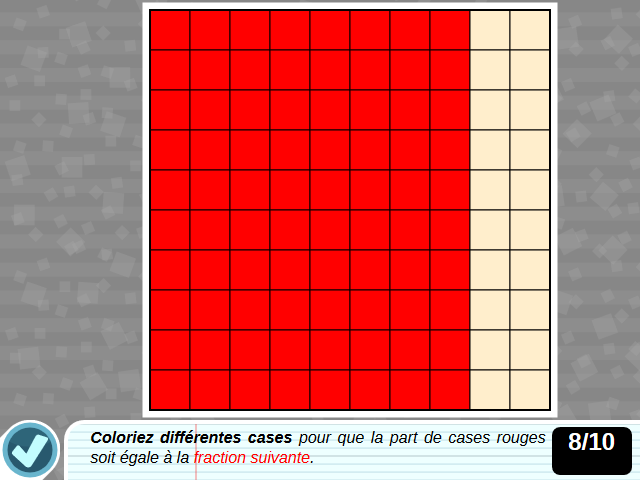 Coloriez différentes cases pour que la part de cases rouges
soit égale à la fraction suivante.
8/10